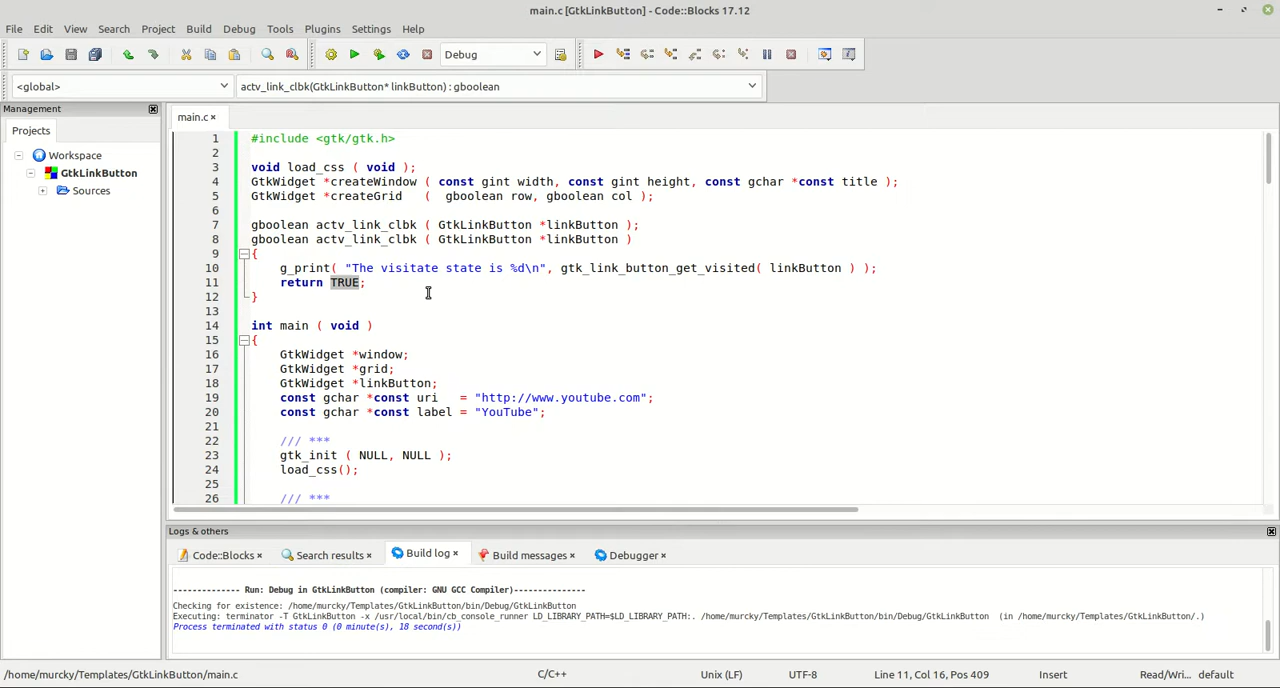 main.c [GtkLinkButton] - Code::Blocks 17.12
File Edit View Search Project Build Debug Tools Plugins Settings Help
Debug
<global> actv_link_clbk(GtkLinkButton* linkButton) : gboolean
Management
main.c
Projects
Workspace
GtkLinkButton
Sources
1 #include <gtk/gtk.h>
2
3 void load_css ( void );
4 GtkWidget *createWindow ( const gint width, const gint height, const gchar *const title );
5 GtkWidget *createGrid   (  gboolean row, gboolean col );
6
7 gboolean actv_link_clbk ( GtkLinkButton *linkButton );
8 gboolean actv_link_clbk ( GtkLinkButton *linkButton )
9 {
10     g_print( "The visitate state is %d\n", gtk_link_button_get_visited( linkButton ) );
11     return TRUE;
12 }
13
14 int main ( void )
15 {
16     GtkWidget *window;
17     GtkWidget *grid;
18     GtkWidget *linkButton;
19     const gchar *const uri   = "http://www.youtube.com";
20     const gchar *const label = "YouTube";
21
22     /// ***
23     gtk_init ( NULL, NULL );
24     load_css();
25
26     /// ***
Logs & others
Code::Blocks Search results Build log Build messages Debugger
-------------- Run: Debug in GtkLinkButton (compiler: GNU GCC Compiler)---------------
Checking for existence: /home/murcky/Templates/GtkLinkButton/bin/Debug/GtkLinkButton
Executing: terminator -T GtkLinkButton -x /usr/local/bin/cb_console_runner LD_LIBRARY_PATH=$LD_LIBRARY_PATH:. /home/murcky/Templates/GtkLinkButton/bin/Debug/GtkLinkButton  (in /home/murcky/Templates/GtkLinkButton/.)
Process terminated with status 0 (0 minute(s), 18 second(s))
/home/murcky/Templates/GtkLinkButton/main.c C/C++ Unix (LF) UTF-8 Line 11, Col 16, Pos 409 Insert Read/Wri... default